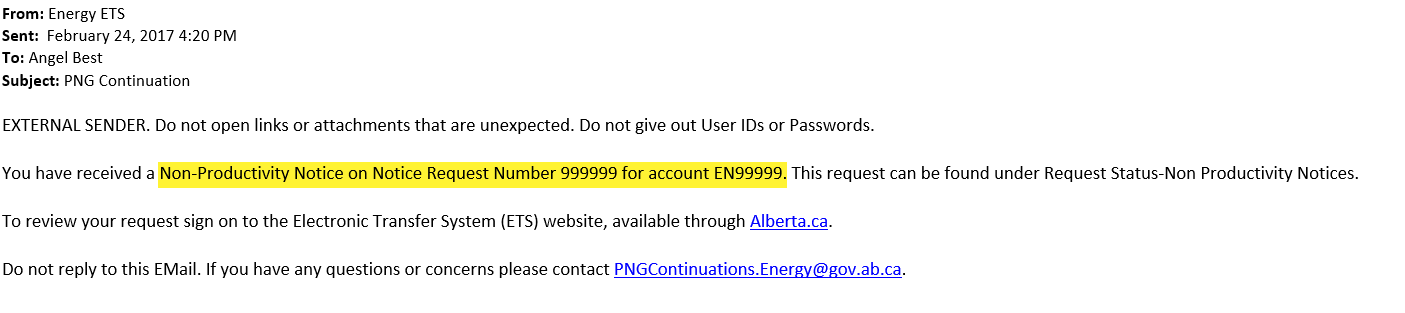 From: Energy ETS
Sent:  February 24, 2017 4:20 PM
To: Angel Best
Subject: PNG Continuation
EXTERNAL SENDER. Do not open links or attachments that are unexpected. Do not give out User IDs or Passwords.
You have received a Non-Productivity Notice on Notice Request Number 999999 for account EN99999. This request can be found under Request Status-Non Productivity Notices.
To review your request sign on to the Electronic Transfer System (ETS) website, available through Alberta.ca.
Do not reply to this EMail. If you have any questions or concerns please contact PNGContinuations.Energy@gov.ab.ca.